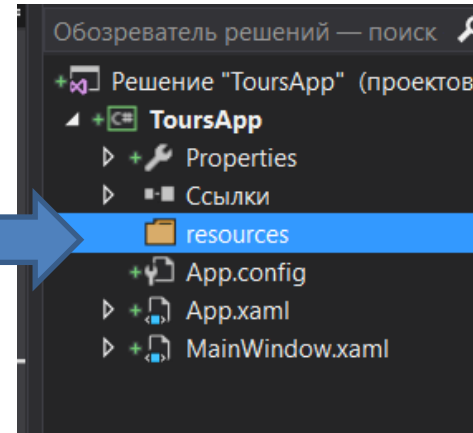 Обозреватель решений — поиск
Решение "ToursApp" (проектов
C# ToursApp
Properties
Ссылки
resources
App.config
App.xaml
MainWindow.xaml